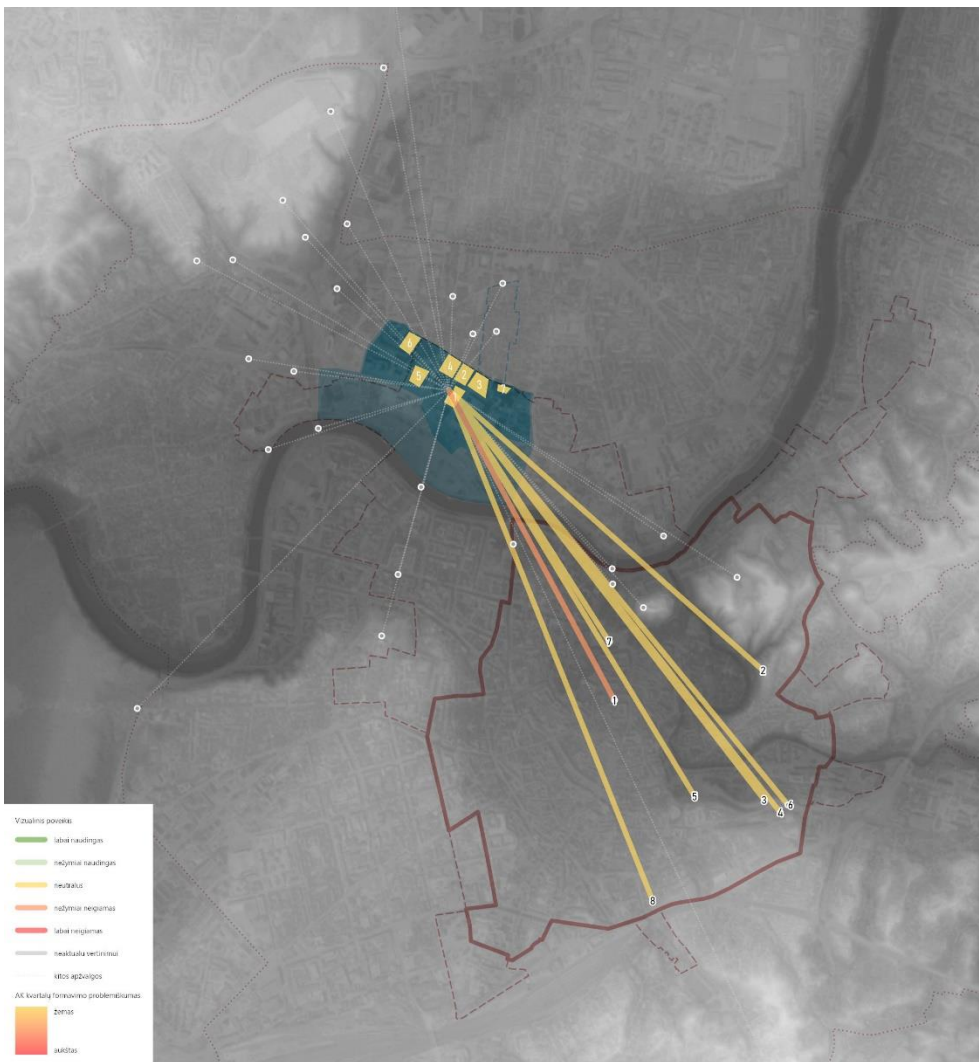 6
4
2
3
5
1
7
1
2
5
3
6
4
8
Vizualinis poveikis
labai naudingas
nežymiai naudingas
neutralus
nežymiai neigiamas
labai neigiamas
neaktualu vertinimui
kitos apžvalgos
AK kvartalų formavimo problemiškumas
žemas
aukštas